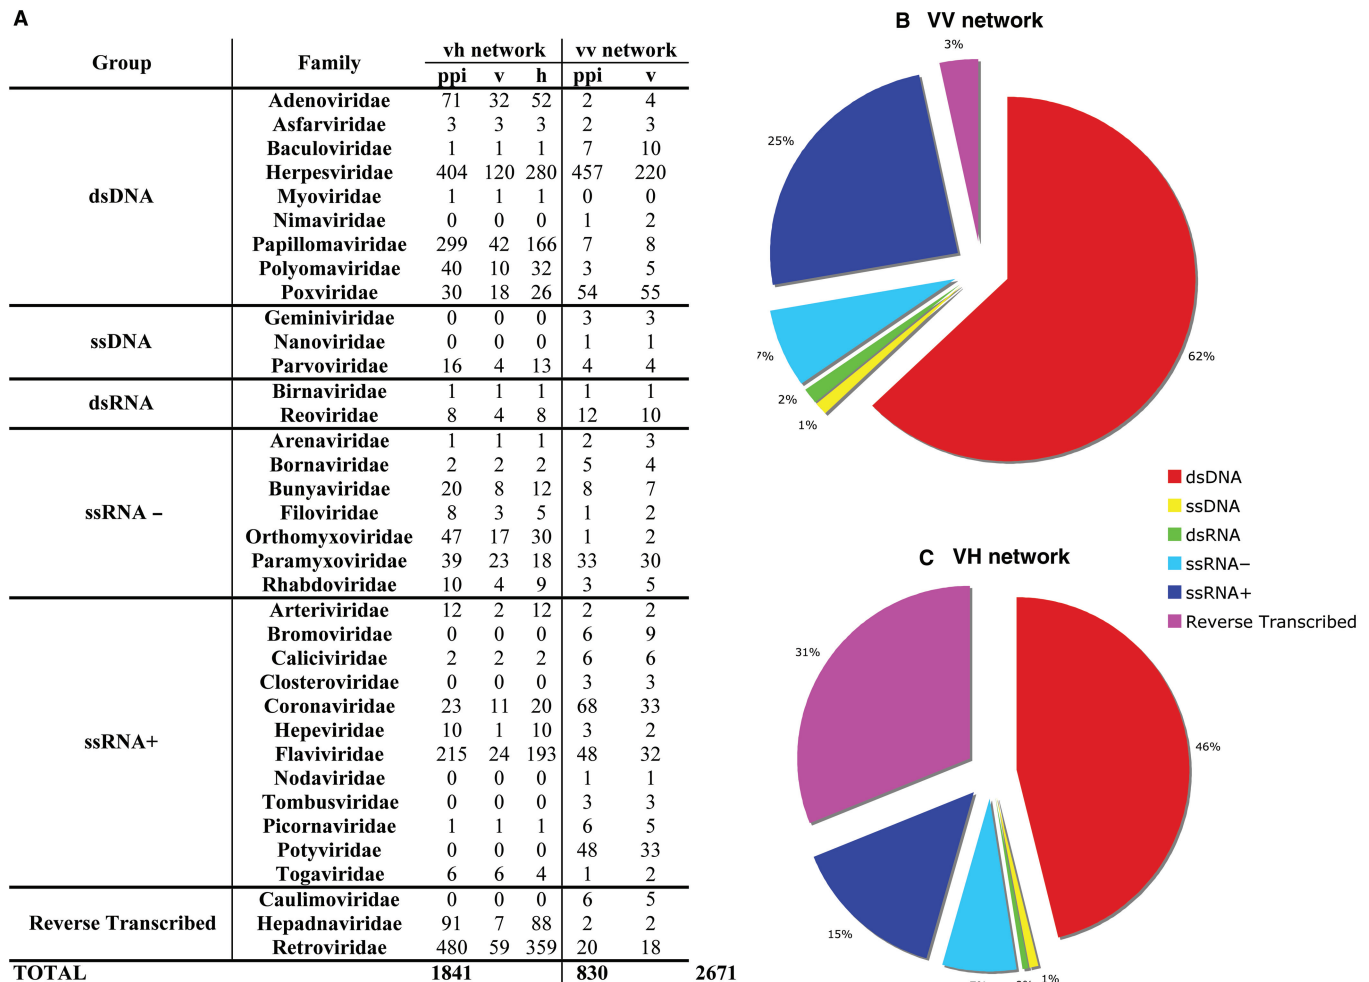 A
Group Family vh network vv network
ppi v h ppi v
dsDNA
Adenoviridae 71 32 52 2 4
Asfarviridae 3 3 3 2 3
Baculoviridae 1 1 1 7 10
Herpesviridae 404 120 280 457 220
Myoviridae 1 1 1 0 0
Nimaviridae 0 0 0 1 2
Papillomaviridae 299 42 166 7 8
Polyomaviridae 40 10 32 3 5
Poxviridae 30 18 26 54 55
ssDNA
Geminiviridae 0 0 0 3 3
Nanoviridae 0 0 0 1 1
Parvoviridae 16 4 13 4 4
dsRNA
Birnaviridae 1 1 1 1 1
Reoviridae 8 4 8 12 10
ssRNA –
Arenaviridae 1 1 1 2 3
Bornaviridae 2 2 2 5 4
Bunyaviridae 20 8 12 8 7
Filoviridae 8 3 5 1 2
Orthomyxoviridae 47 17 30 1 2
Paramyxoviridae 39 23 18 33 30
Rhabdoviridae 10 4 9 3 5
ssRNA+
Arteriviridae 12 2 12 2 2
Bromoviridae 0 0 0 6 9
Caliciviridae 2 2 2 6 6
Closteroviridae 0 0 0 3 3
Coronaviridae 23 11 20 68 33
Hepeviridae 10 1 10 3 2
Flaviviridae 215 24 193 48 32
Nodaviridae 0 0 0 1 1
Tombusviridae 0 0 0 3 3
Picornaviridae 1 1 1 6 5
Potyviridae 0 0 0 48 33
Togaviridae 6 6 4 1 2
Reverse Transcribed
Caulimoviridae 0 0 0 6 5
Hepadnaviridae 91 7 88 2 2
Retroviridae 480 59 359 20 18
TOTAL 1841 830 2671
B VV network
3%
25%
7%
2%
1%
62%
dsDNA
ssDNA
dsRNA
ssRNA–
ssRNA+
Reverse Transcribed
C VH network
31%
46%
15%
1%